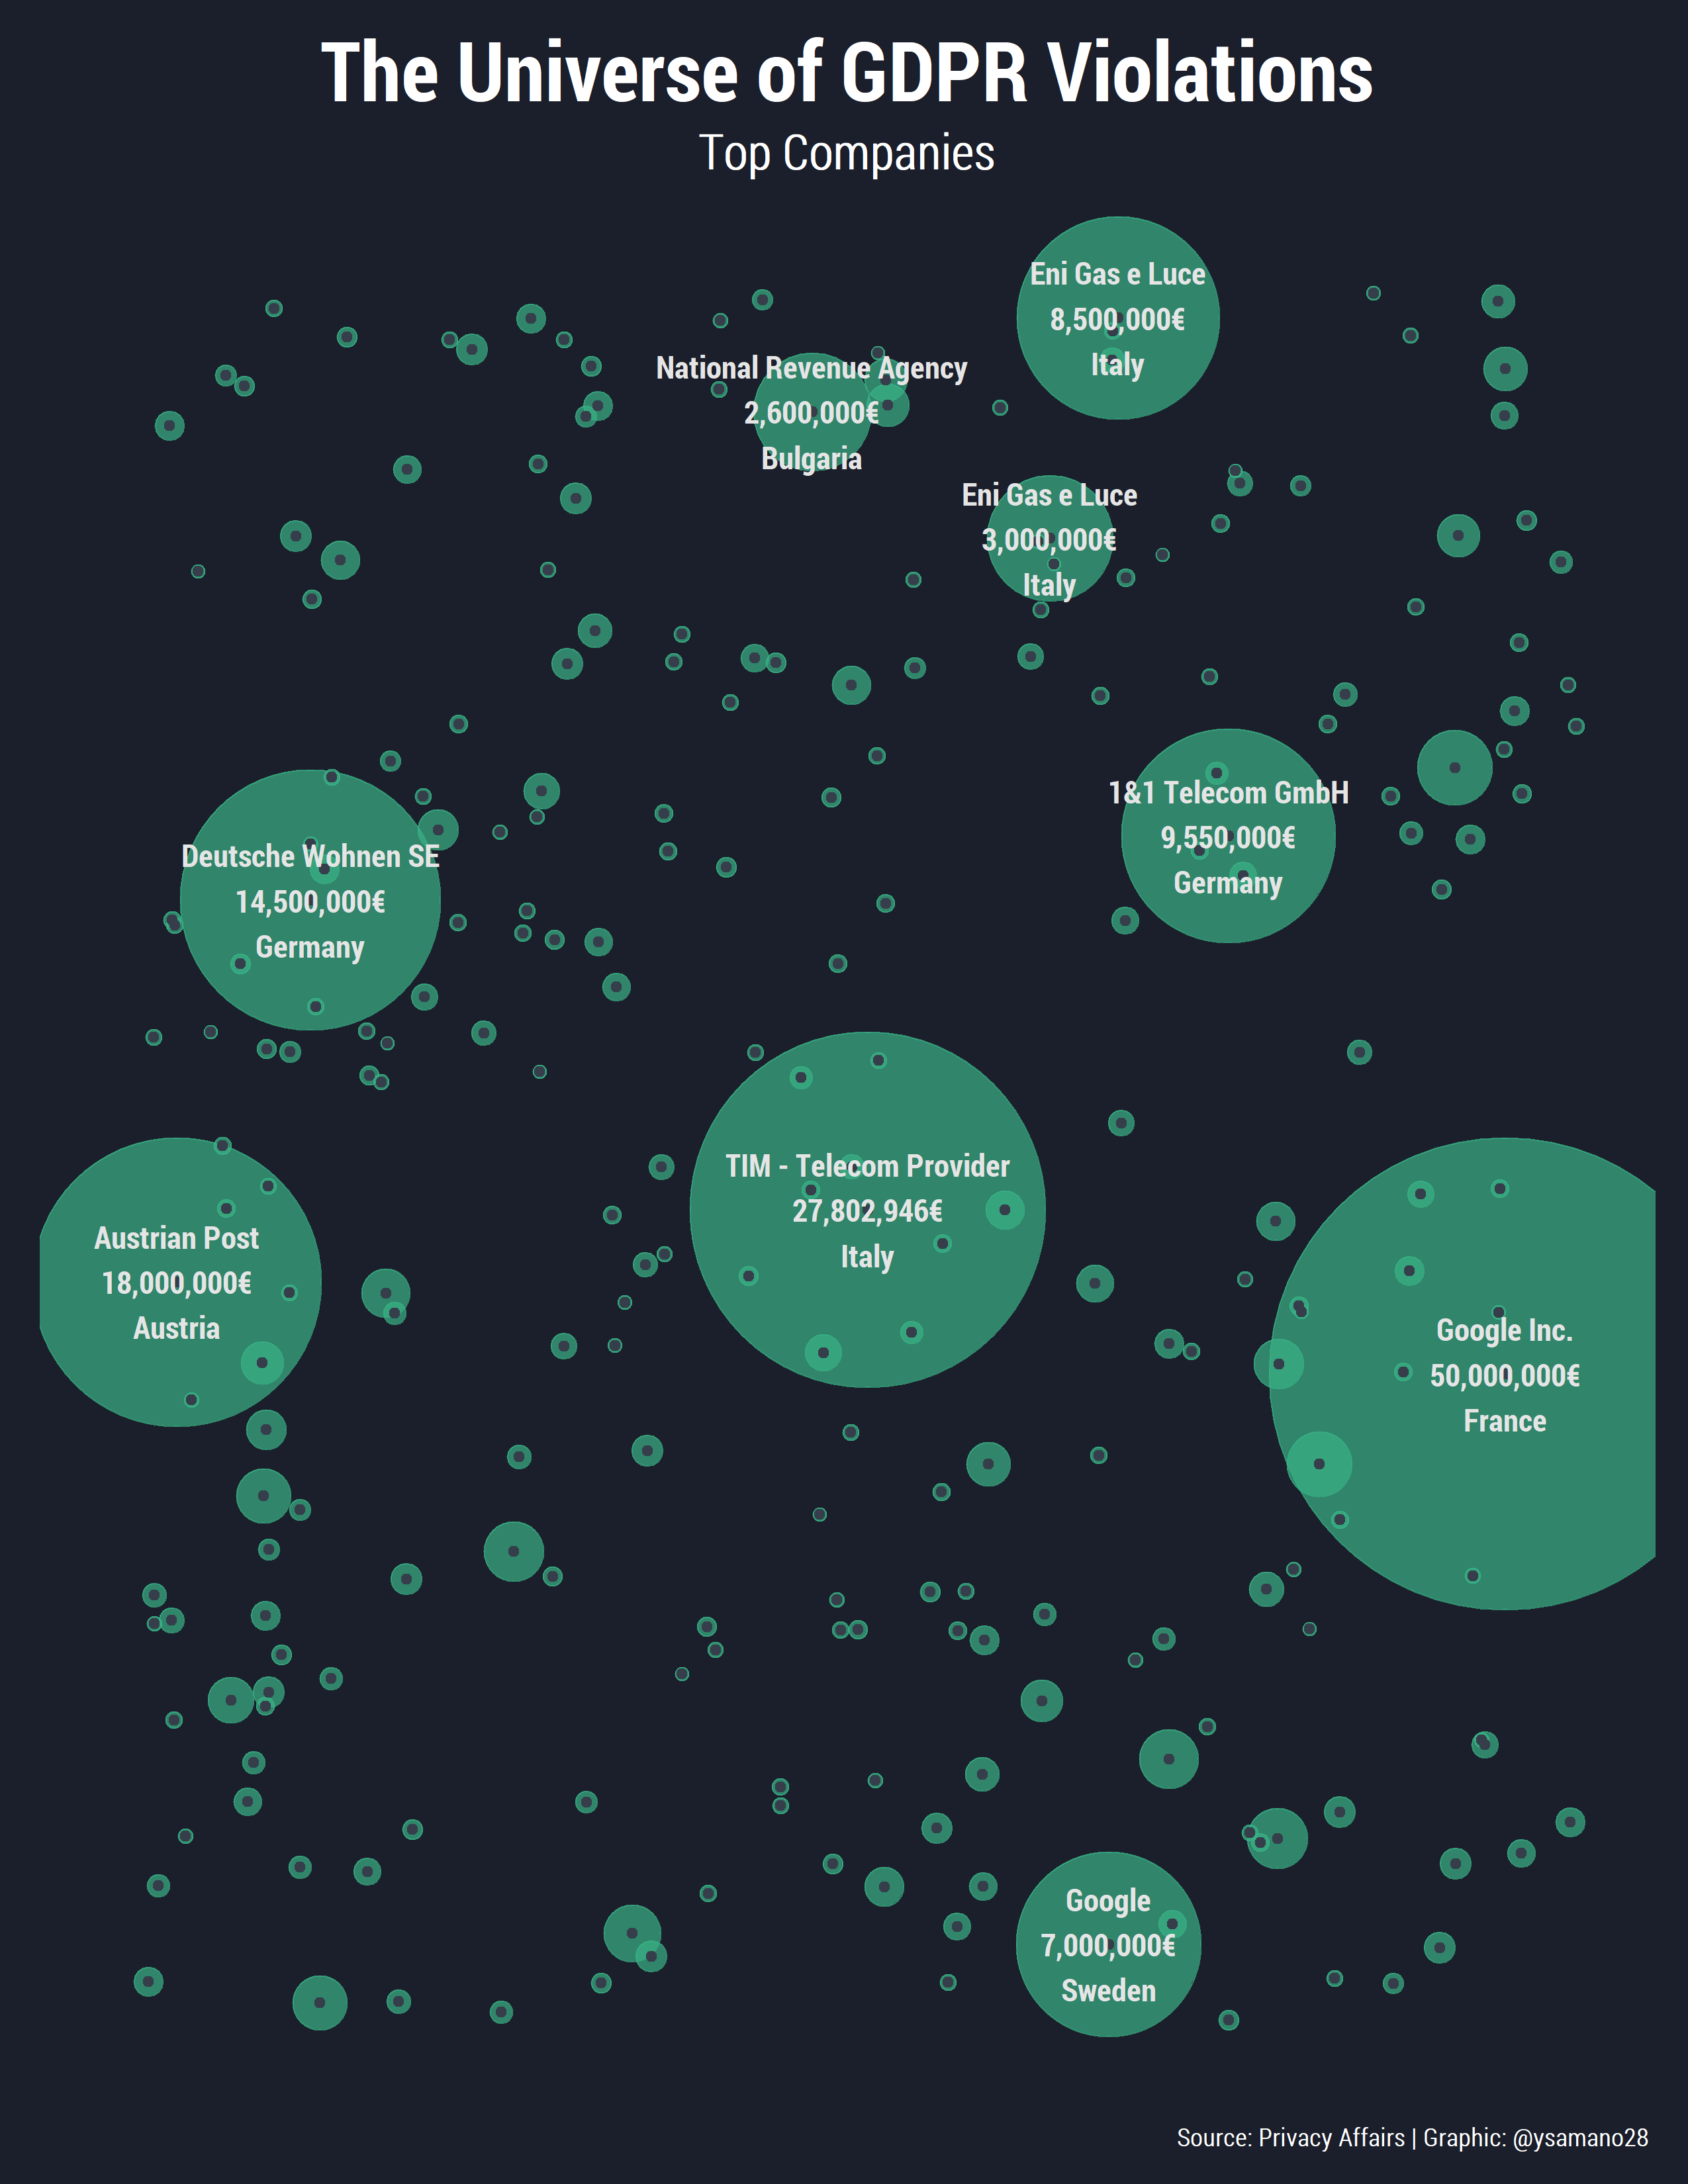 The Universe of GDPR Violations
Top Companies
Eni Gas e Luce
8,500,000€
Italy
National Revenue Agency
2,600,000€
Bulgaria
Eni Gas e Luce
3,000,000€
Italy
1&1 Telecom GmbH
9,550,000€
Germany
Deutsche Wohnen SE
14,500,000€
Germany
TIM - Telecom Provider
27,802,946€
Italy
Austrian Post
18,000,000€
Austria
Google Inc.
50,000,000€
France
Google
7,000,000€
Sweden
Source: Privacy Affairs | Graphic: @ysamano28